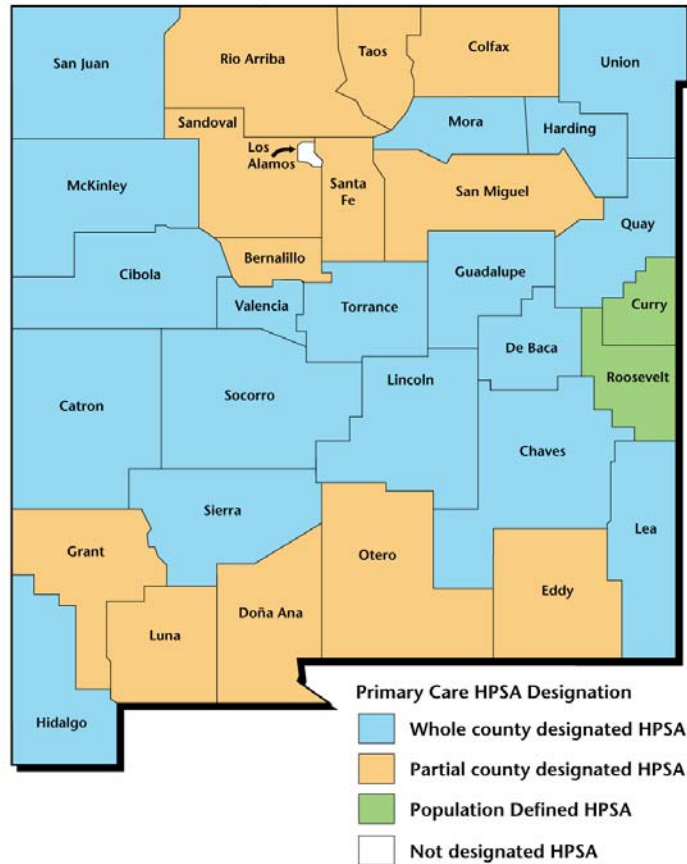 San Juan
Rio Arriba
Taos
Colfax
Union
Sandoval
Los
Alamos
Mora
Harding
McKinley
Santa
Fe
San Miguel
Quay
Bernalillo
Cibola
Guadalupe
Valencia
Torrance
Curry
De Baca
Roosevelt
Lincoln
Catron
Socorro
Chaves
Sierra
Lea
Grant
Otero
Eddy
Doña Ana
Luna
Hidalgo
Primary Care HPSA Designation
Whole county designated HPSA
Partial county designated HPSA
Population Defined HPSA
Not designated HPSA